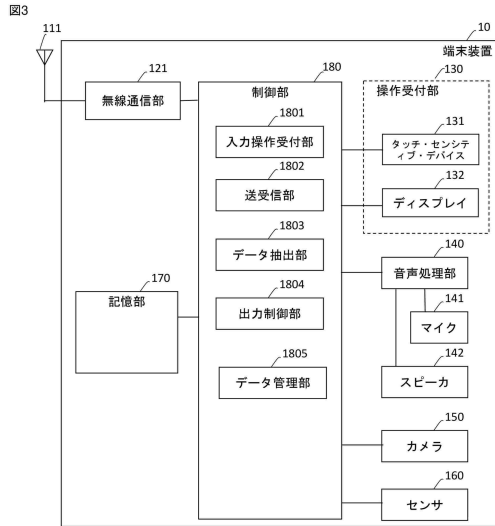 図3
111
10
端末装置
121
無線通信部
180
制御部
130
操作受付部
1801
入力操作受付部
131
タッチ・センシテ
ィブ・デバイス
1802
送受信部
132
ディスプレイ
1803
データ抽出部
140
音声処理部
170
記憶部
1804
出力制御部
141
マイク
1805
データ管理部
142
スピーカ
150
カメラ
160
センサ